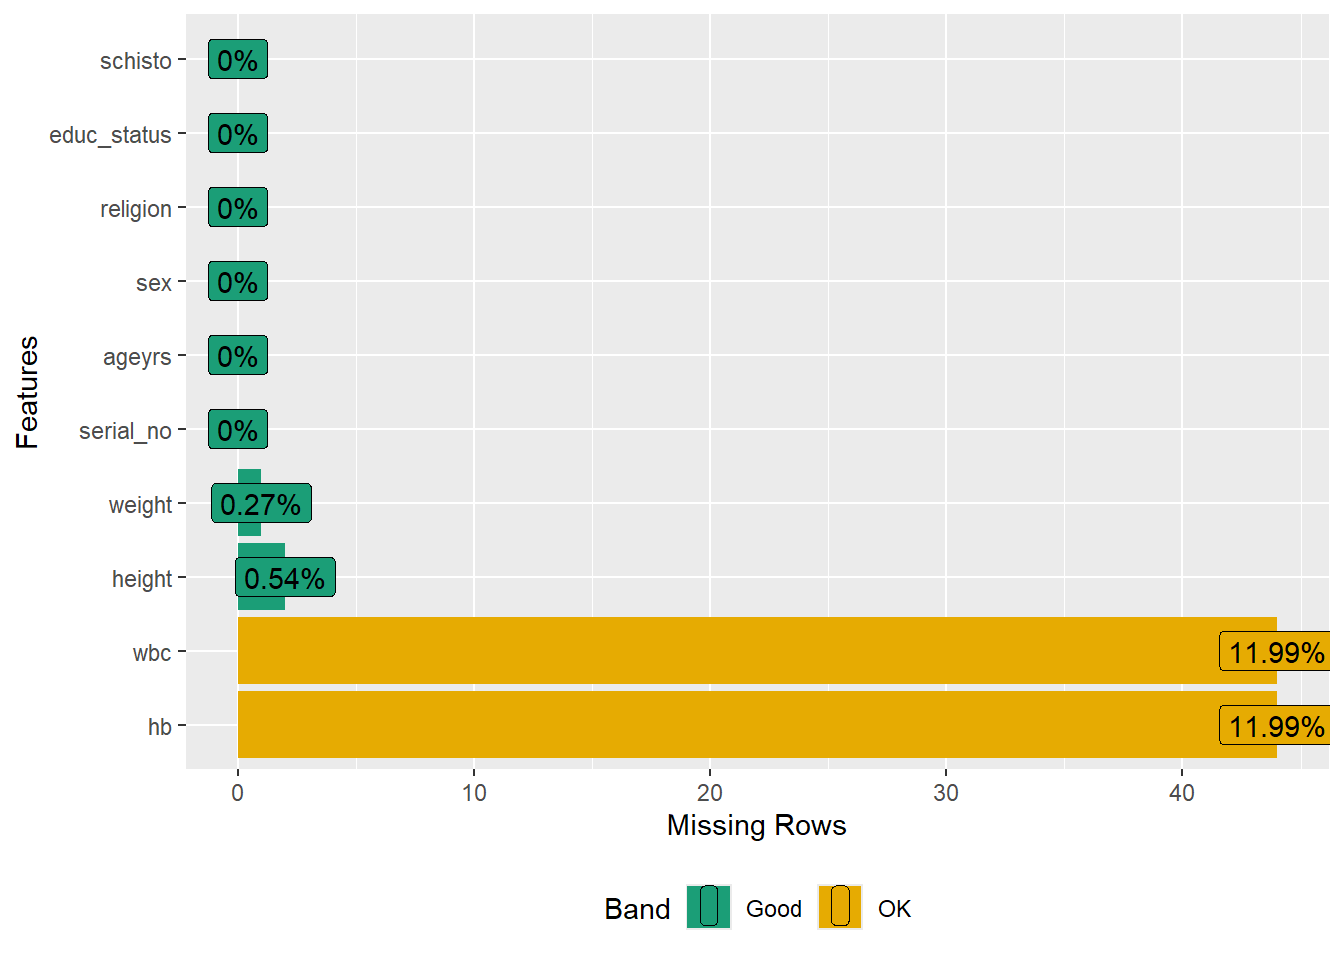 schisto 0%
educ_status 0%
religion 0%
sex 0%
ageyrs 0%
serial_no 0%
weight 0.27%
height 0.54%
wbc 11.99%
hb 11.99%
Features
0 10 20 30 40
Missing Rows
Band Good OK